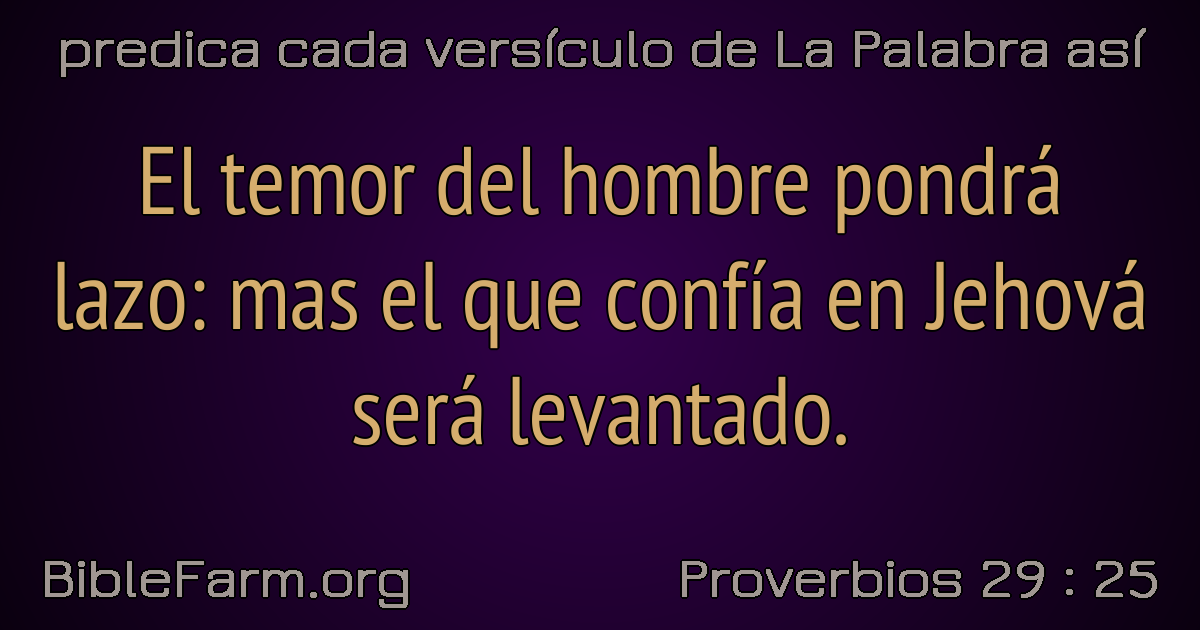 predica cada versículo de La Palabra así
El temor del hombre pondrá
lazo: mas el que confía en Jehová
será levantado.
BibleFarm.org
Proverbios 29 : 25